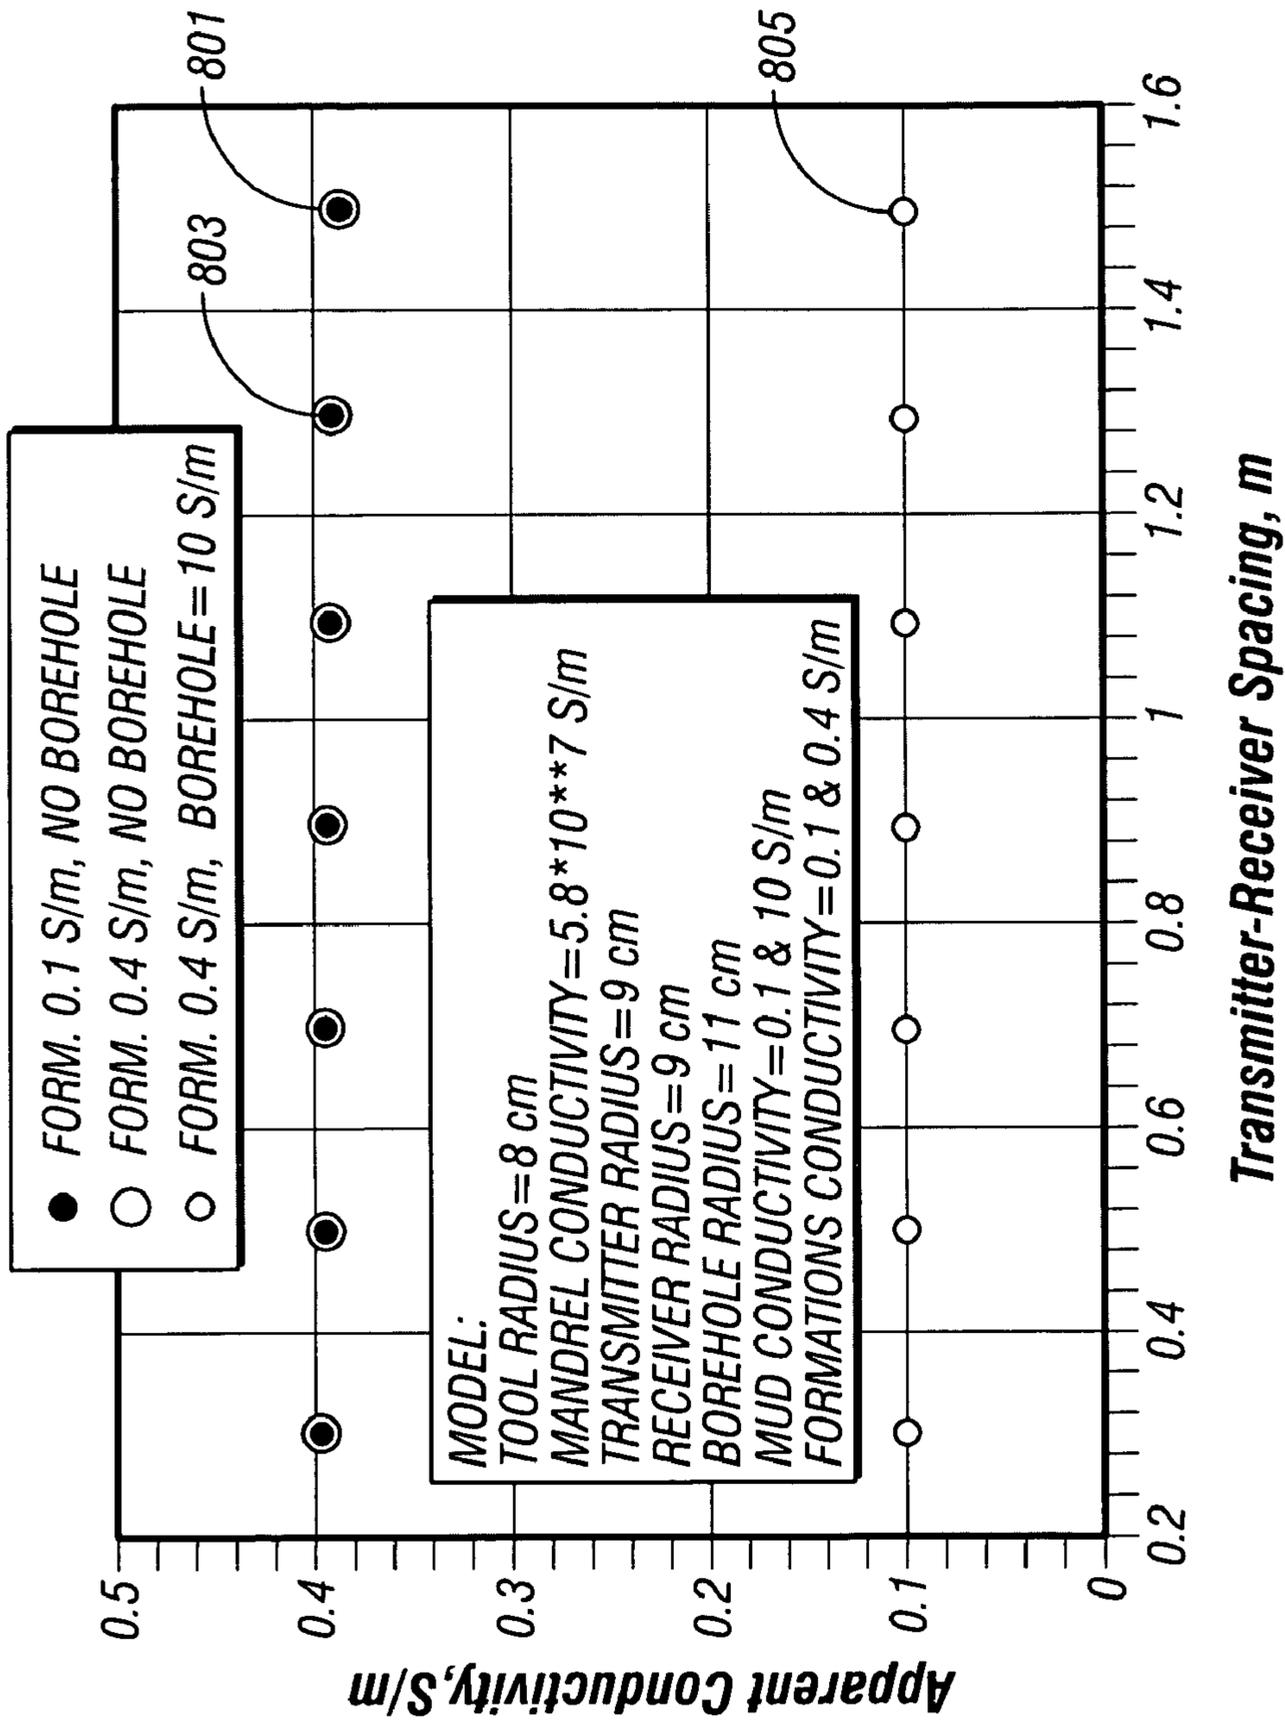 FORM. 0.1 S/m, NO BOREHOLE
FORM. 0.4 S/m, NO BOREHOLE
FORM. 0.4 S/m, BOREHOLE=10 S/m
801
803
805
MODEL:
TOOL RADIUS=8 cm
MANDREL CONDUCTIVITY=5.8*10**7 S/m
TRANSMITTER RADIUS=9 cm
RECEIVER RADIUS=9 cm
BOREHOLE RADIUS=11 cm
MUD CONDUCTIVITY=0.1 & 10 S/m
FORMATIONS CONDUCTIVITY=0.1 & 0.4 S/m
Apparent Conductivity,S/m
0.5
0.4
0.3
0.2
0.1
0
0.2
0.4
0.6
0.8
1
1.2
1.4
1.6
Transmitter-Receiver Spacing, m